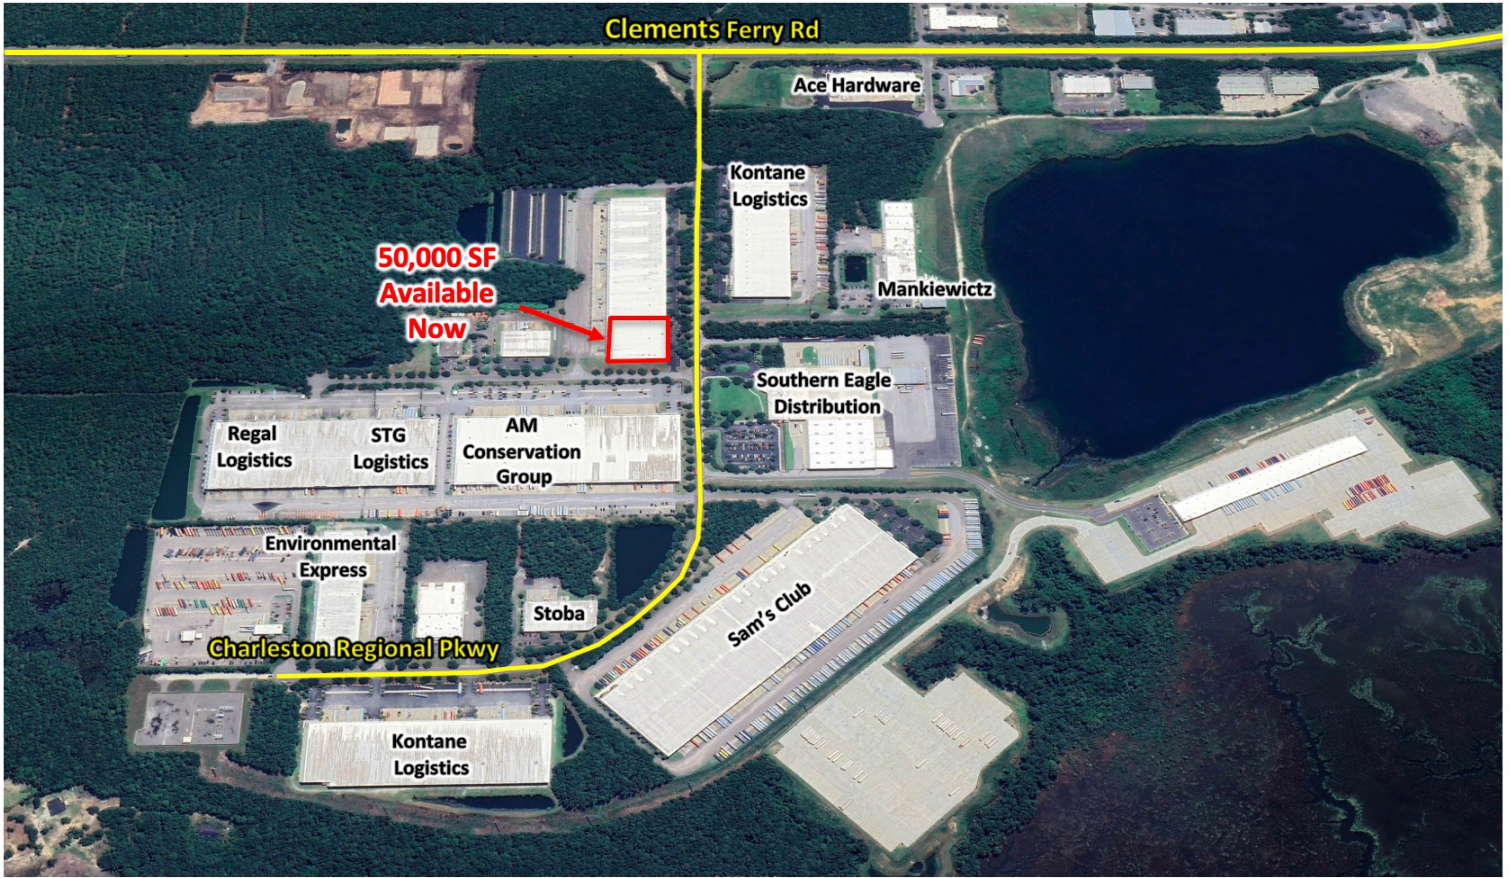 Clements Ferry Rd
Ace Hardware
Kontane
Logistics
50,000 SF
Available
Now
Mankiewictz
Southern Eagle
Distribution
Regal
Logistics
STG
Logistics
AM
Conservation
Group
Environmental
Express
Stoba
Sam's Club
Charleston Regional Pkwy
Kontane
Logistics